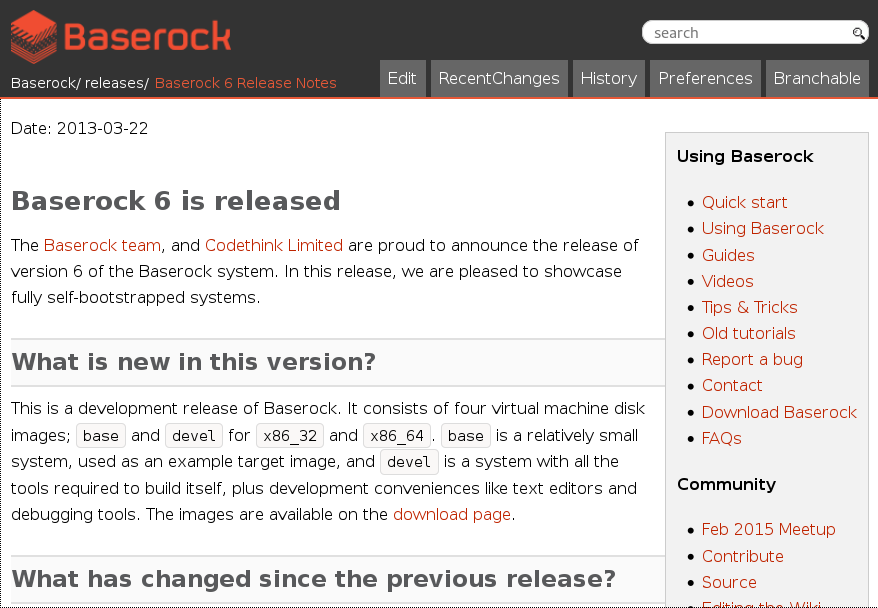 Baserock
search
Baserock/ releases/ Baserock 6 Release Notes
Edit
RecentChanges
History
Preferences
Branchable
Date: 2013-03-22
Baserock 6 is released
The Baserock team, and Codethink Limited are proud to announce the release of
version 6 of the Baserock system. In this release, we are pleased to showcase
fully self-bootstrapped systems.
What is new in this version?
This is a development release of Baserock. It consists of four virtual machine disk
images; base and devel for x86_32 and x86_64. base is a relatively small
system, used as an example target image, and devel is a system with all the
tools required to build itself, plus development conveniences like text editors and
debugging tools. The images are available on the download page.
What has changed since the previous release?
Using Baserock
Quick start
Using Baserock
Guides
Videos
Tips & Tricks
Old tutorials
Report a bug
Contact
Download Baserock
FAQs
Community
Feb 2015 Meetup
Contribute
Source
Editing the Wiki